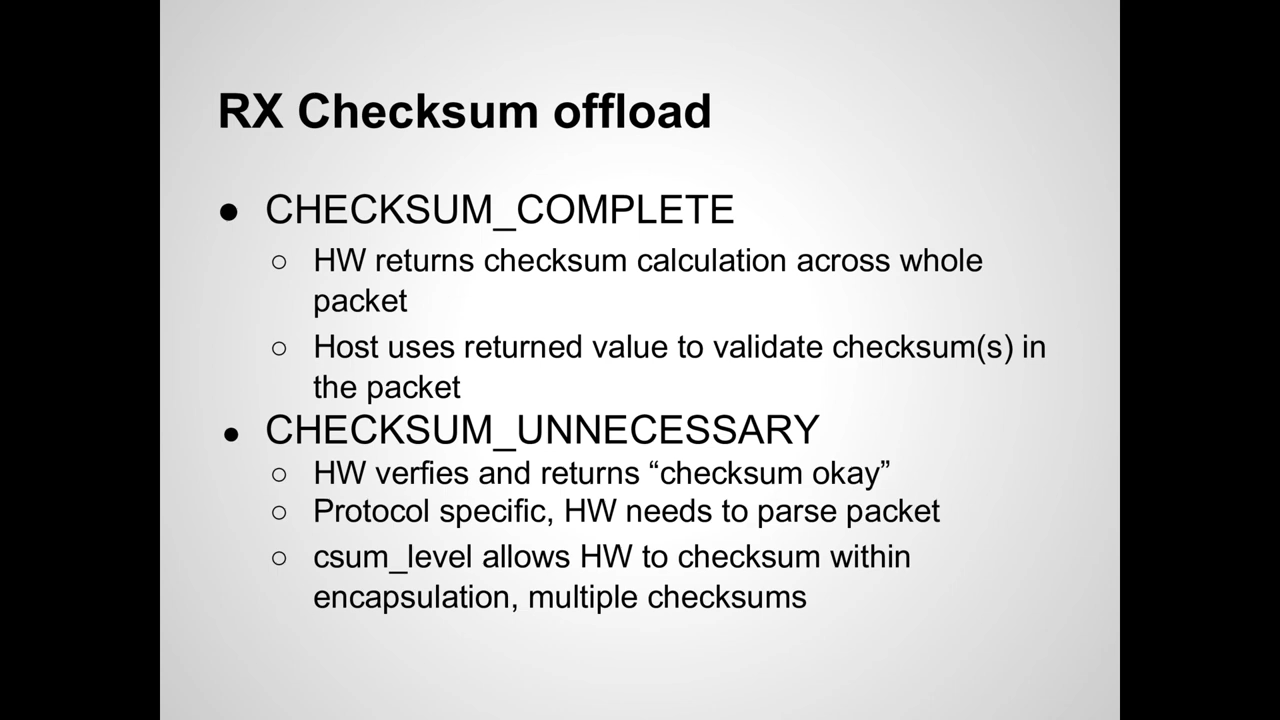 RX Checksum offload
● CHECKSUM_COMPLETE
○ HW returns checksum calculation across whole
packet
○ Host uses returned value to validate checksum(s) in
the packet
● CHECKSUM_UNNECESSARY
○ HW verfies and returns “checksum okay”
○ Protocol specific, HW needs to parse packet
○ csum_level allows HW to checksum within
encapsulation, multiple checksums